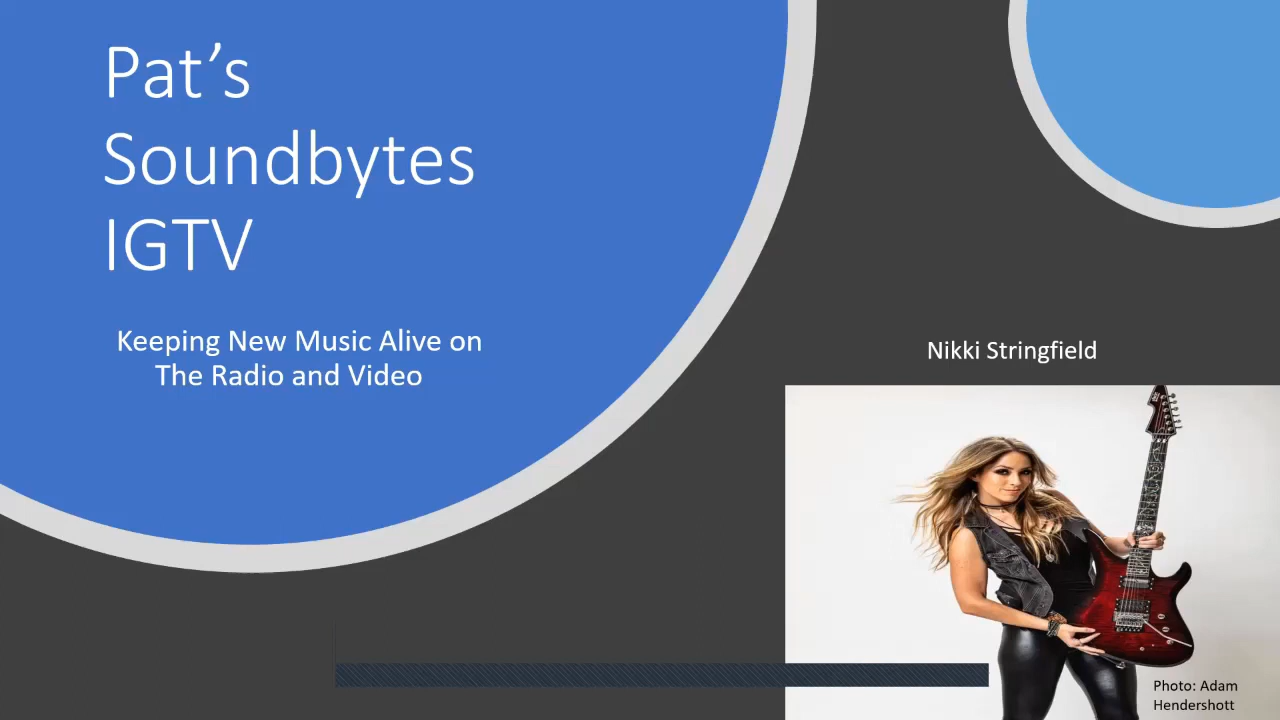 Pat’s
Soundbytes
IGTV
Keeping New Music Alive on
The Radio and Video
Nikki Stringfield
Photo: Adam
Hendershott